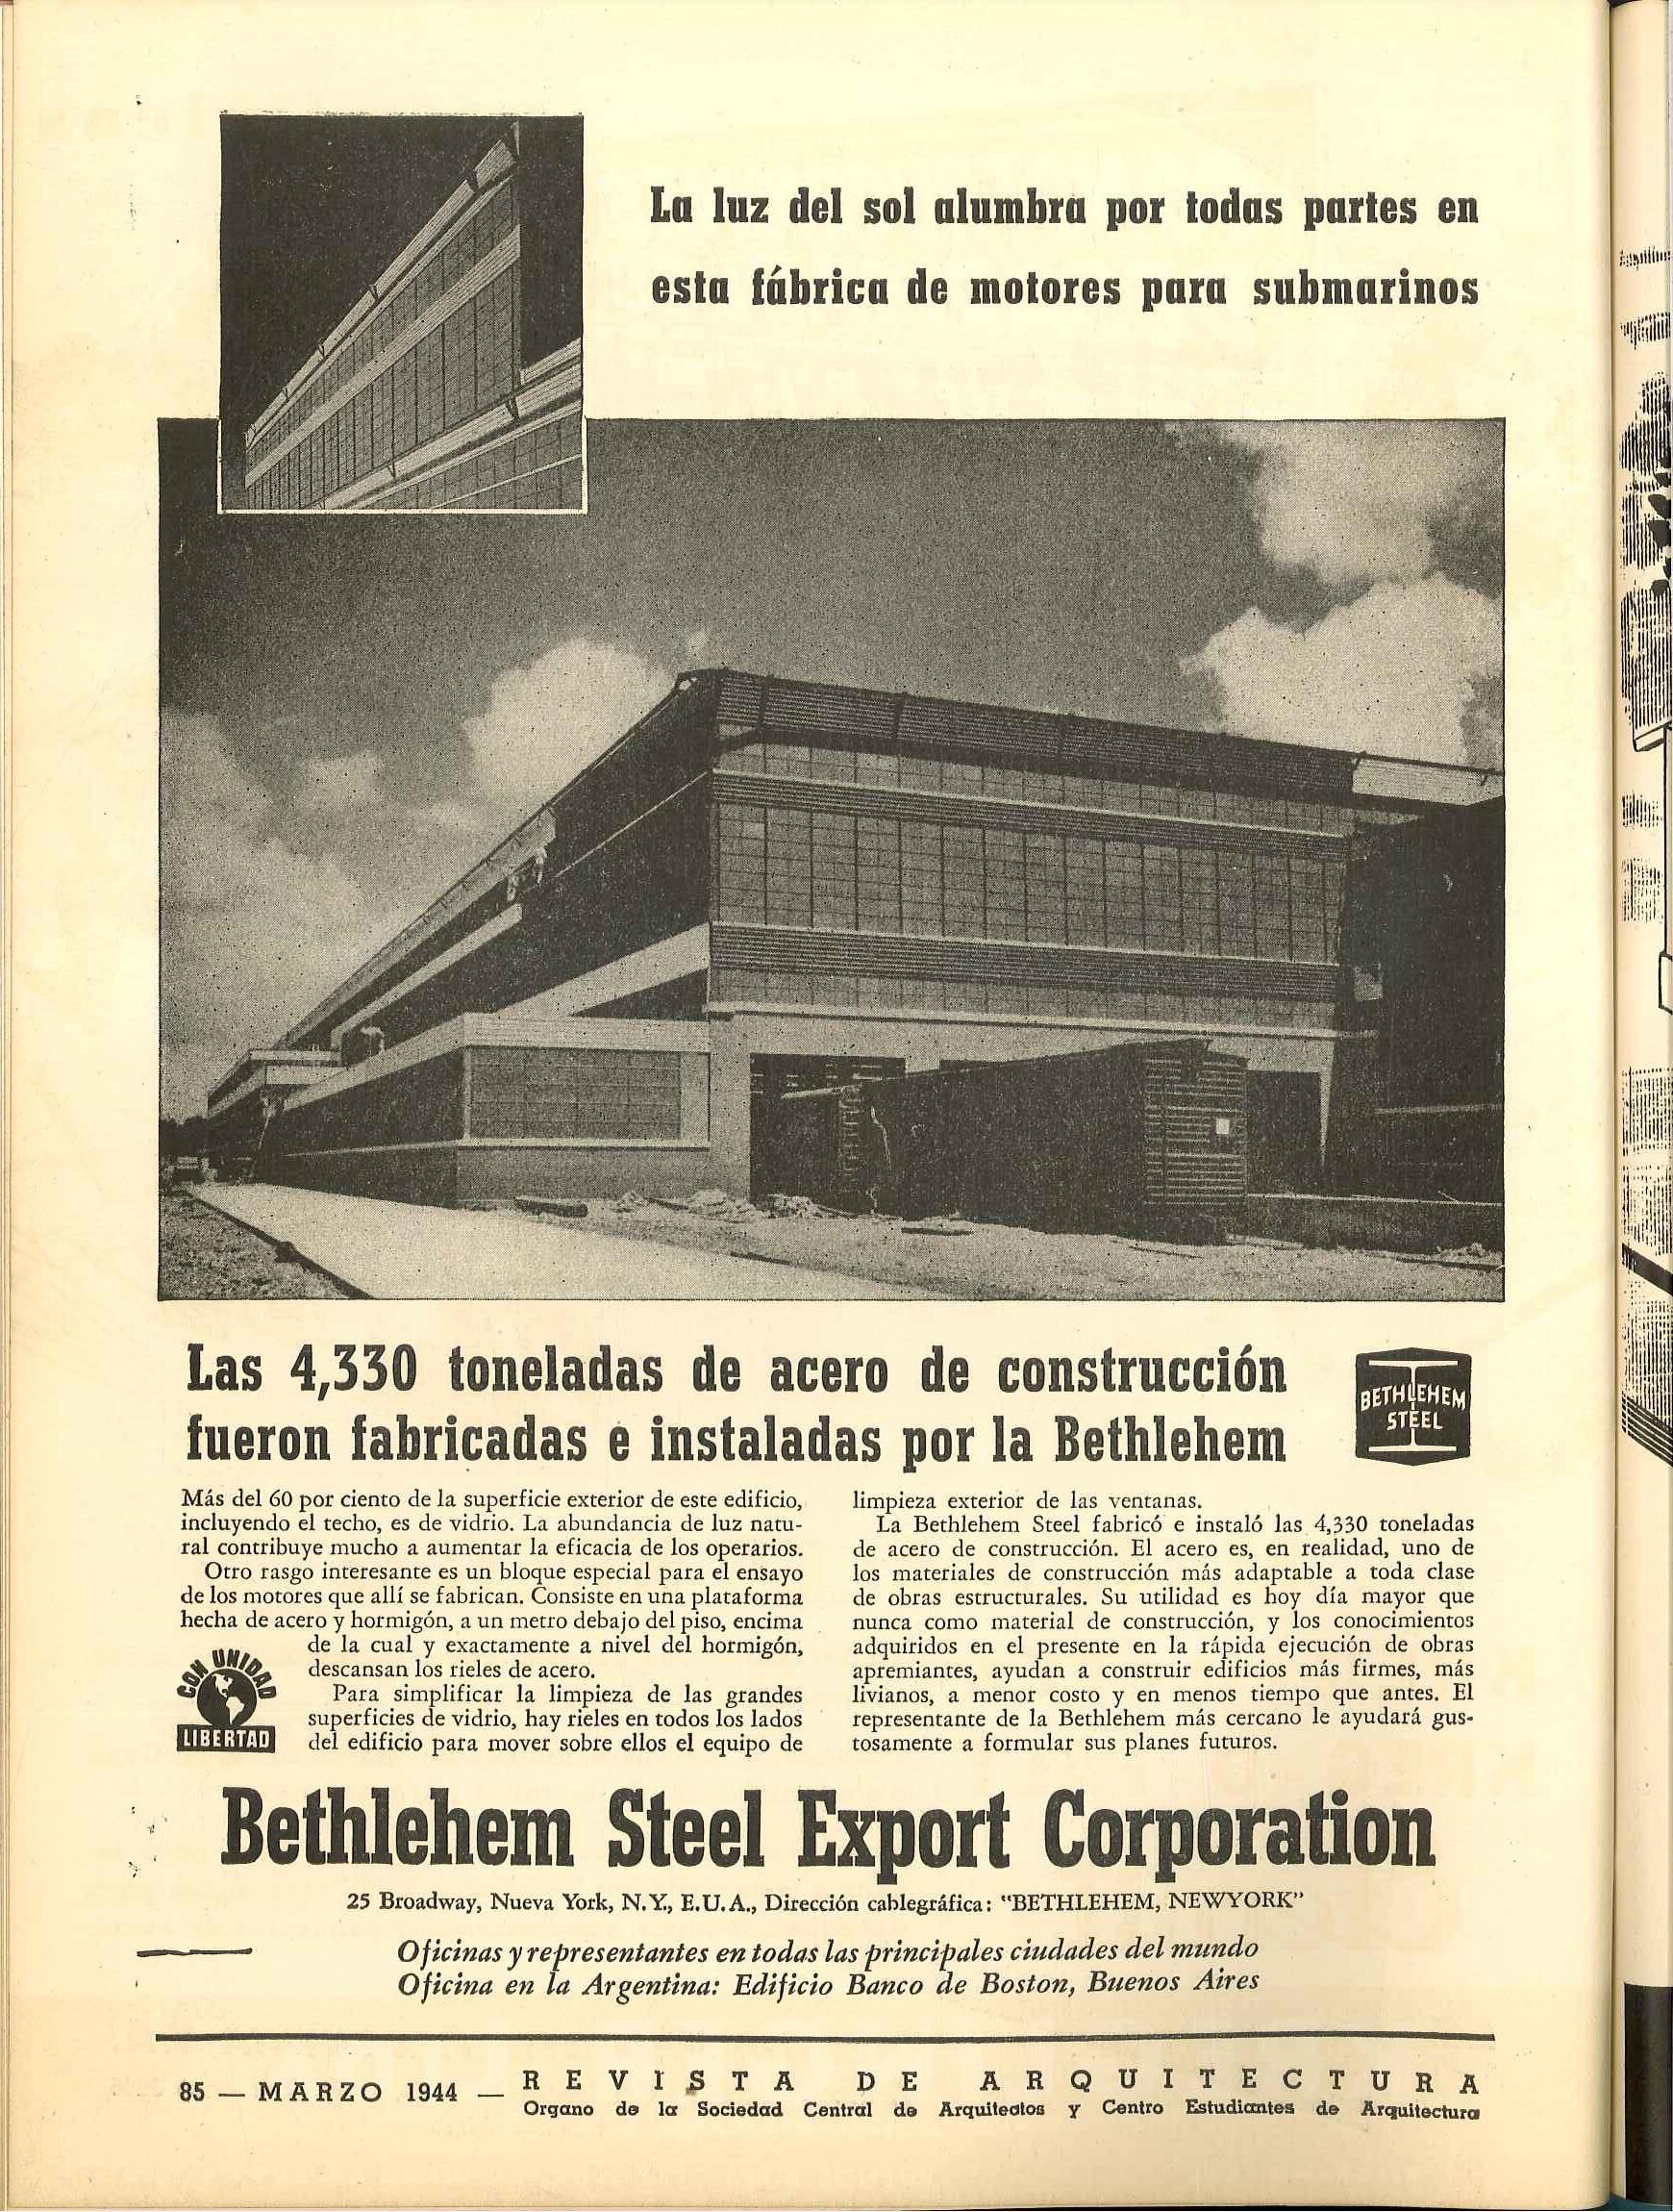 La luz del sol alumbra por todas partes en
esta fábrica de motores para submarinos
Las 4,330 toneladas de acero de construcción
fueron fabricadas e instaladas por la Bethlehem
BETHLEHEM
STEEL
Más del 60 por ciento de la superficie exterior de este edificio,
incluyendo el techo, es de vidrio. La abundancia de luz natu-
ral contribuye mucho a aumentar la eficacia de los operarios.
Otro rasgo interesante es un bloque especial para el ensayo
de los motores que allí se fabrican. Consiste en una plataforma
hecha de acero y hormigón, a un metro debajo del piso, encima
de la cual y exactamente a nivel del hormigón,
descansan los rieles de acero.
Para simplificar la limpieza de las grandes
superficies de vidrio, hay rieles en todos los lados
del edificio para mover sobre ellos el equipo de
CON UNIDAD
LIBERTAD
limpieza exterior de las ventanas.
La Bethlehem Steel fabricó e instaló las 4,330 toneladas
de acero de construcción. El acero es, en realidad, uno de
los materiales de construcción más adaptable a toda clase
de obras estructurales. Su utilidad es hoy día mayor que
nunca como material de construcción, y los conocimientos
adquiridos en el presente en la rápida ejecución de obras
apremiantes, ayudan a construir edificios más firmes, más
livianos, a menor costo y en menos tiempo que antes. El
representante de la Bethlehem más cercano le ayudará gus-
tosamente a formular sus planes futuros.
Bethlehem Steel Export Corporation
25 Broadway, Nueva York, N.Y., E.U.A., Dirección cablegráfica: "BETHLEHEM, NEWYORK"
Oficinas y representantes en todas las principales ciudades del mundo
Oficina en la Argentina: Edificio Banco de Boston, Buenos Aires
85 — MARZO 1944 — REVISTA DE ARQUITECTURA
Organo de la Sociedad Central de Arquitectos y Centro Estudiantes de Arquitectura